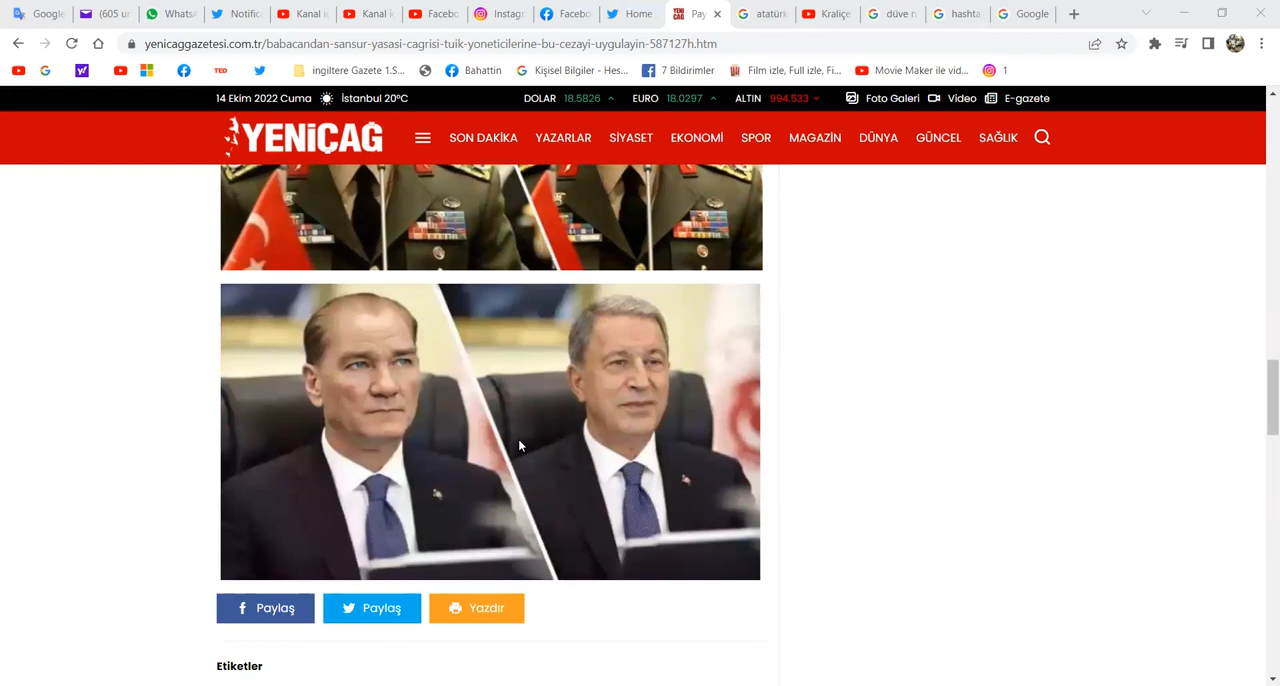 Google
(605 ur
Whats
Notific
Kanal i
Kanal i
Facebo
Instagr
Facebo
Home
Pay
atatürk
Kraliçe
düve n
hashta
Google
yenicaggazetesi.com.tr/babacandan-sansur-yasasi-cagrisi-tuik-yoneticilerine-bu-cezayi-uygulayin-587127h.htm
TED
ingiltere Gazete 1.S...
Bahattin
Kişisel Bilgiler - Hes...
7 Bildirimler
Film izle, Full izle, Fi...
Movie Maker ile vid...
1
14 Ekim 2022 Cuma İstanbul 20°C DOLAR 18.5826 EURO 18.0297 ALTIN 994.533 Foto Galeri Video E-gazete
YENİÇAĞ SON DAKİKA YAZARLAR SİYASET EKONOMİ SPOR MAGAZİN DÜNYA GÜNCEL SAĞLIK
Paylaş Paylaş Yazdır
Etiketler